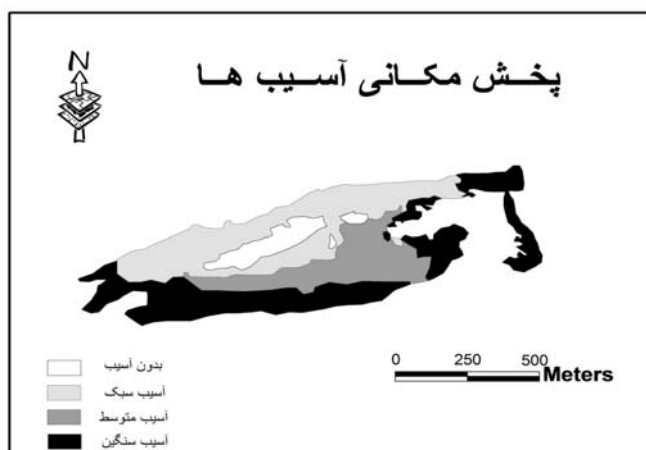 N
پخش مکانی آسیب ها
بدون آسیب
آسیب سبک
آسیب متوسط
آسیب سنگین
0 250 500
Meters